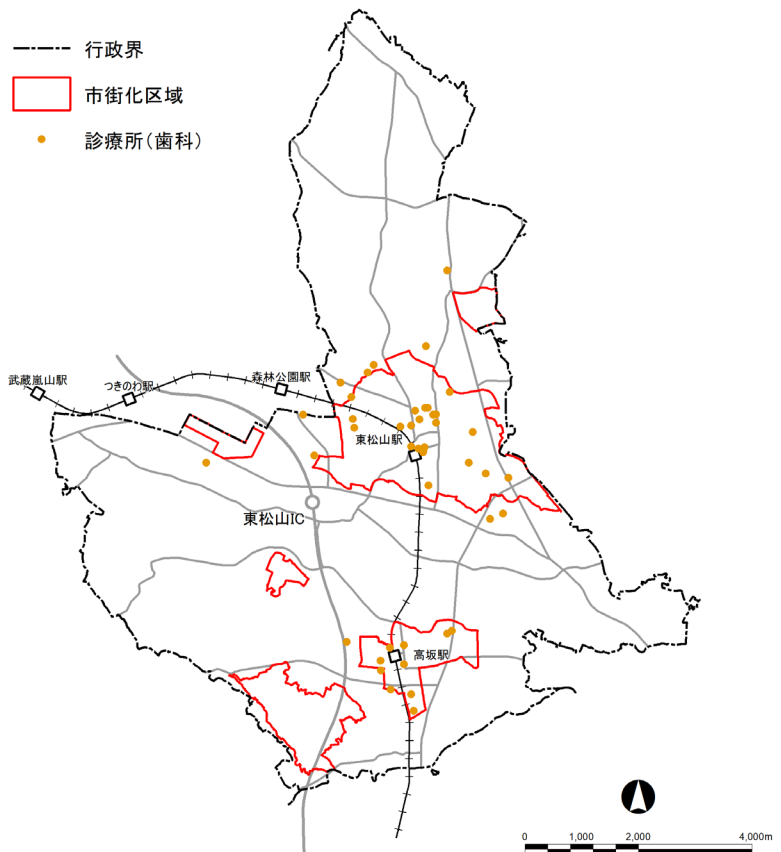 行政界
市街化区域
診療所(歯科)
武蔵嵐山駅
つきのわ駅
森林公園駅
東松山駅
東松山IC
高坂駅
0 1,000 2,000 4,000m